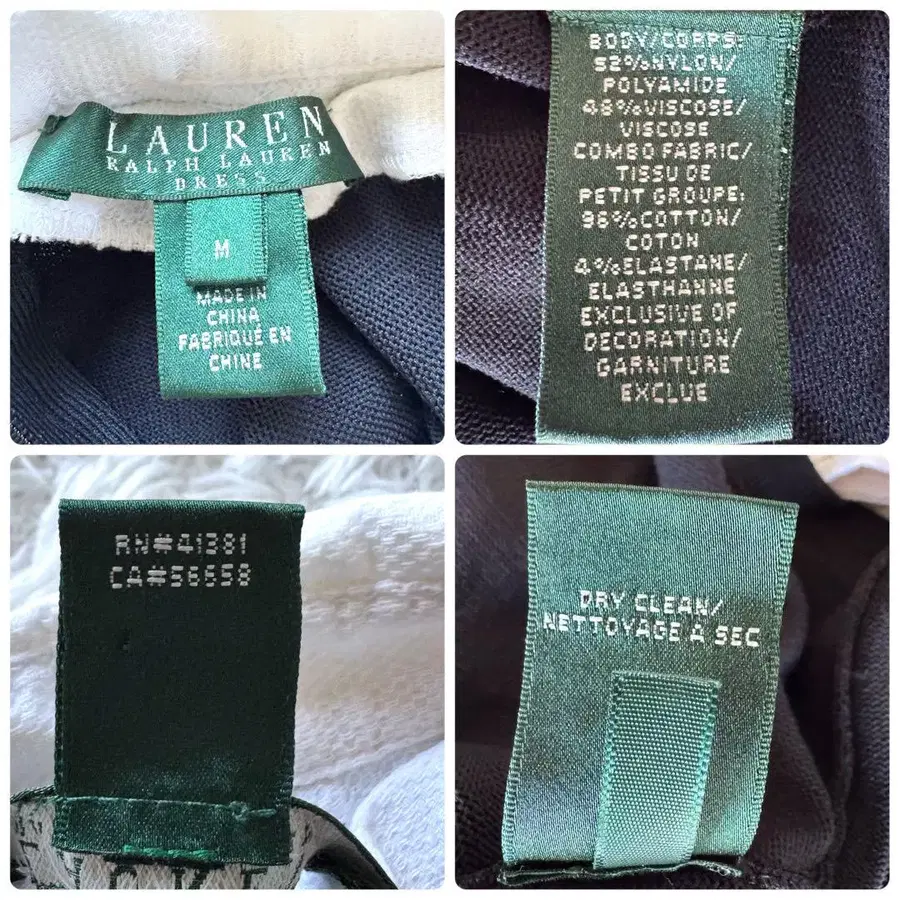 LAUREN
RALPH LAUREN
DRESS
M
MADE IN
CHINA
FABRIQUÉ EN
CHINE
BODY/CORPS:
52%NYLON/
POLYAMIDE
48%VISCOSE/
VISCOSE
COMBO FABRIC/
TISSU DE
PETIT GROUPE:
96%COTTON/
COTON
4%ELASTANE/
ELASTHANNE
EXCLUSIVE OF
DECORATION/
GARNITURE
EXCLUE
RN#41381
CA#56658
DRY CLEAN/
NETTOYAGE A SEC